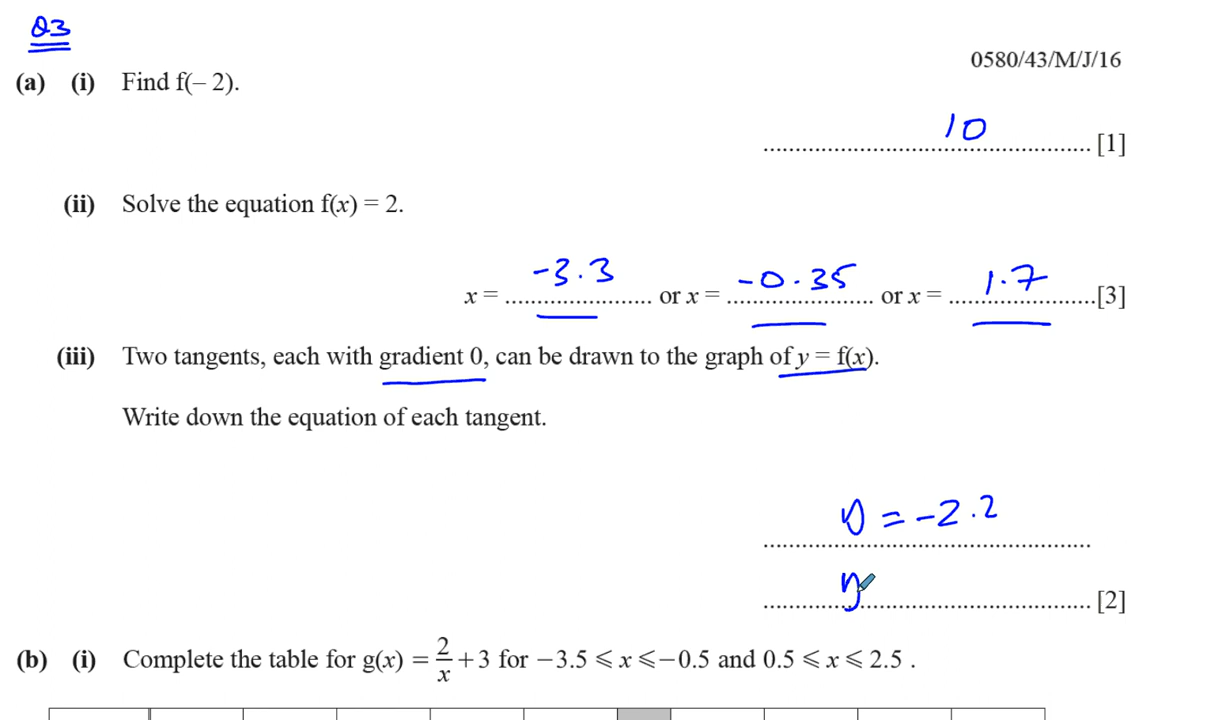 Q3
0580/43/M/J/16
(a) (i) Find f(– 2).
10
.................................................. [1]
(ii) Solve the equation f(x) = 2.
x = -3.3 or x = -0.35 or x = 1.7 [3]
(iii) Two tangents, each with gradient 0, can be drawn to the graph of y = f(x).
Write down the equation of each tangent.
y = -2.2
y [2]
(b) (i) Complete the table for g(x) = 2/x + 3 for −3.5 ⩽ x ⩽ −0.5 and 0.5 ⩽ x ⩽ 2.5 .